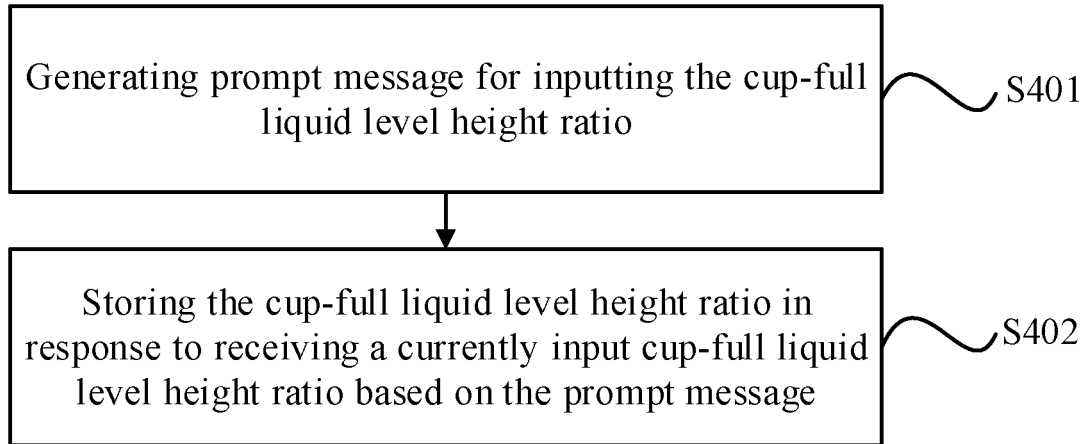 Generating prompt message for inputting the cup-full
liquid level height ratio
S401
Storing the cup-full liquid level height ratio in
response to receiving a currently input cup-full liquid
level height ratio based on the prompt message
S402